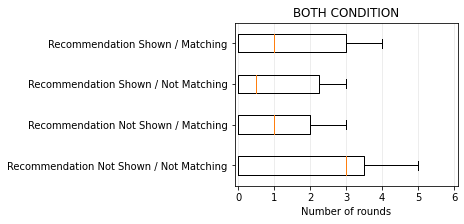 BOTH CONDITION
Recommendation Shown / Matching
Recommendation Shown / Not Matching
Recommendation Not Shown / Matching
Recommendation Not Shown / Not Matching
0 1 2 3 4 5 6
Number of rounds